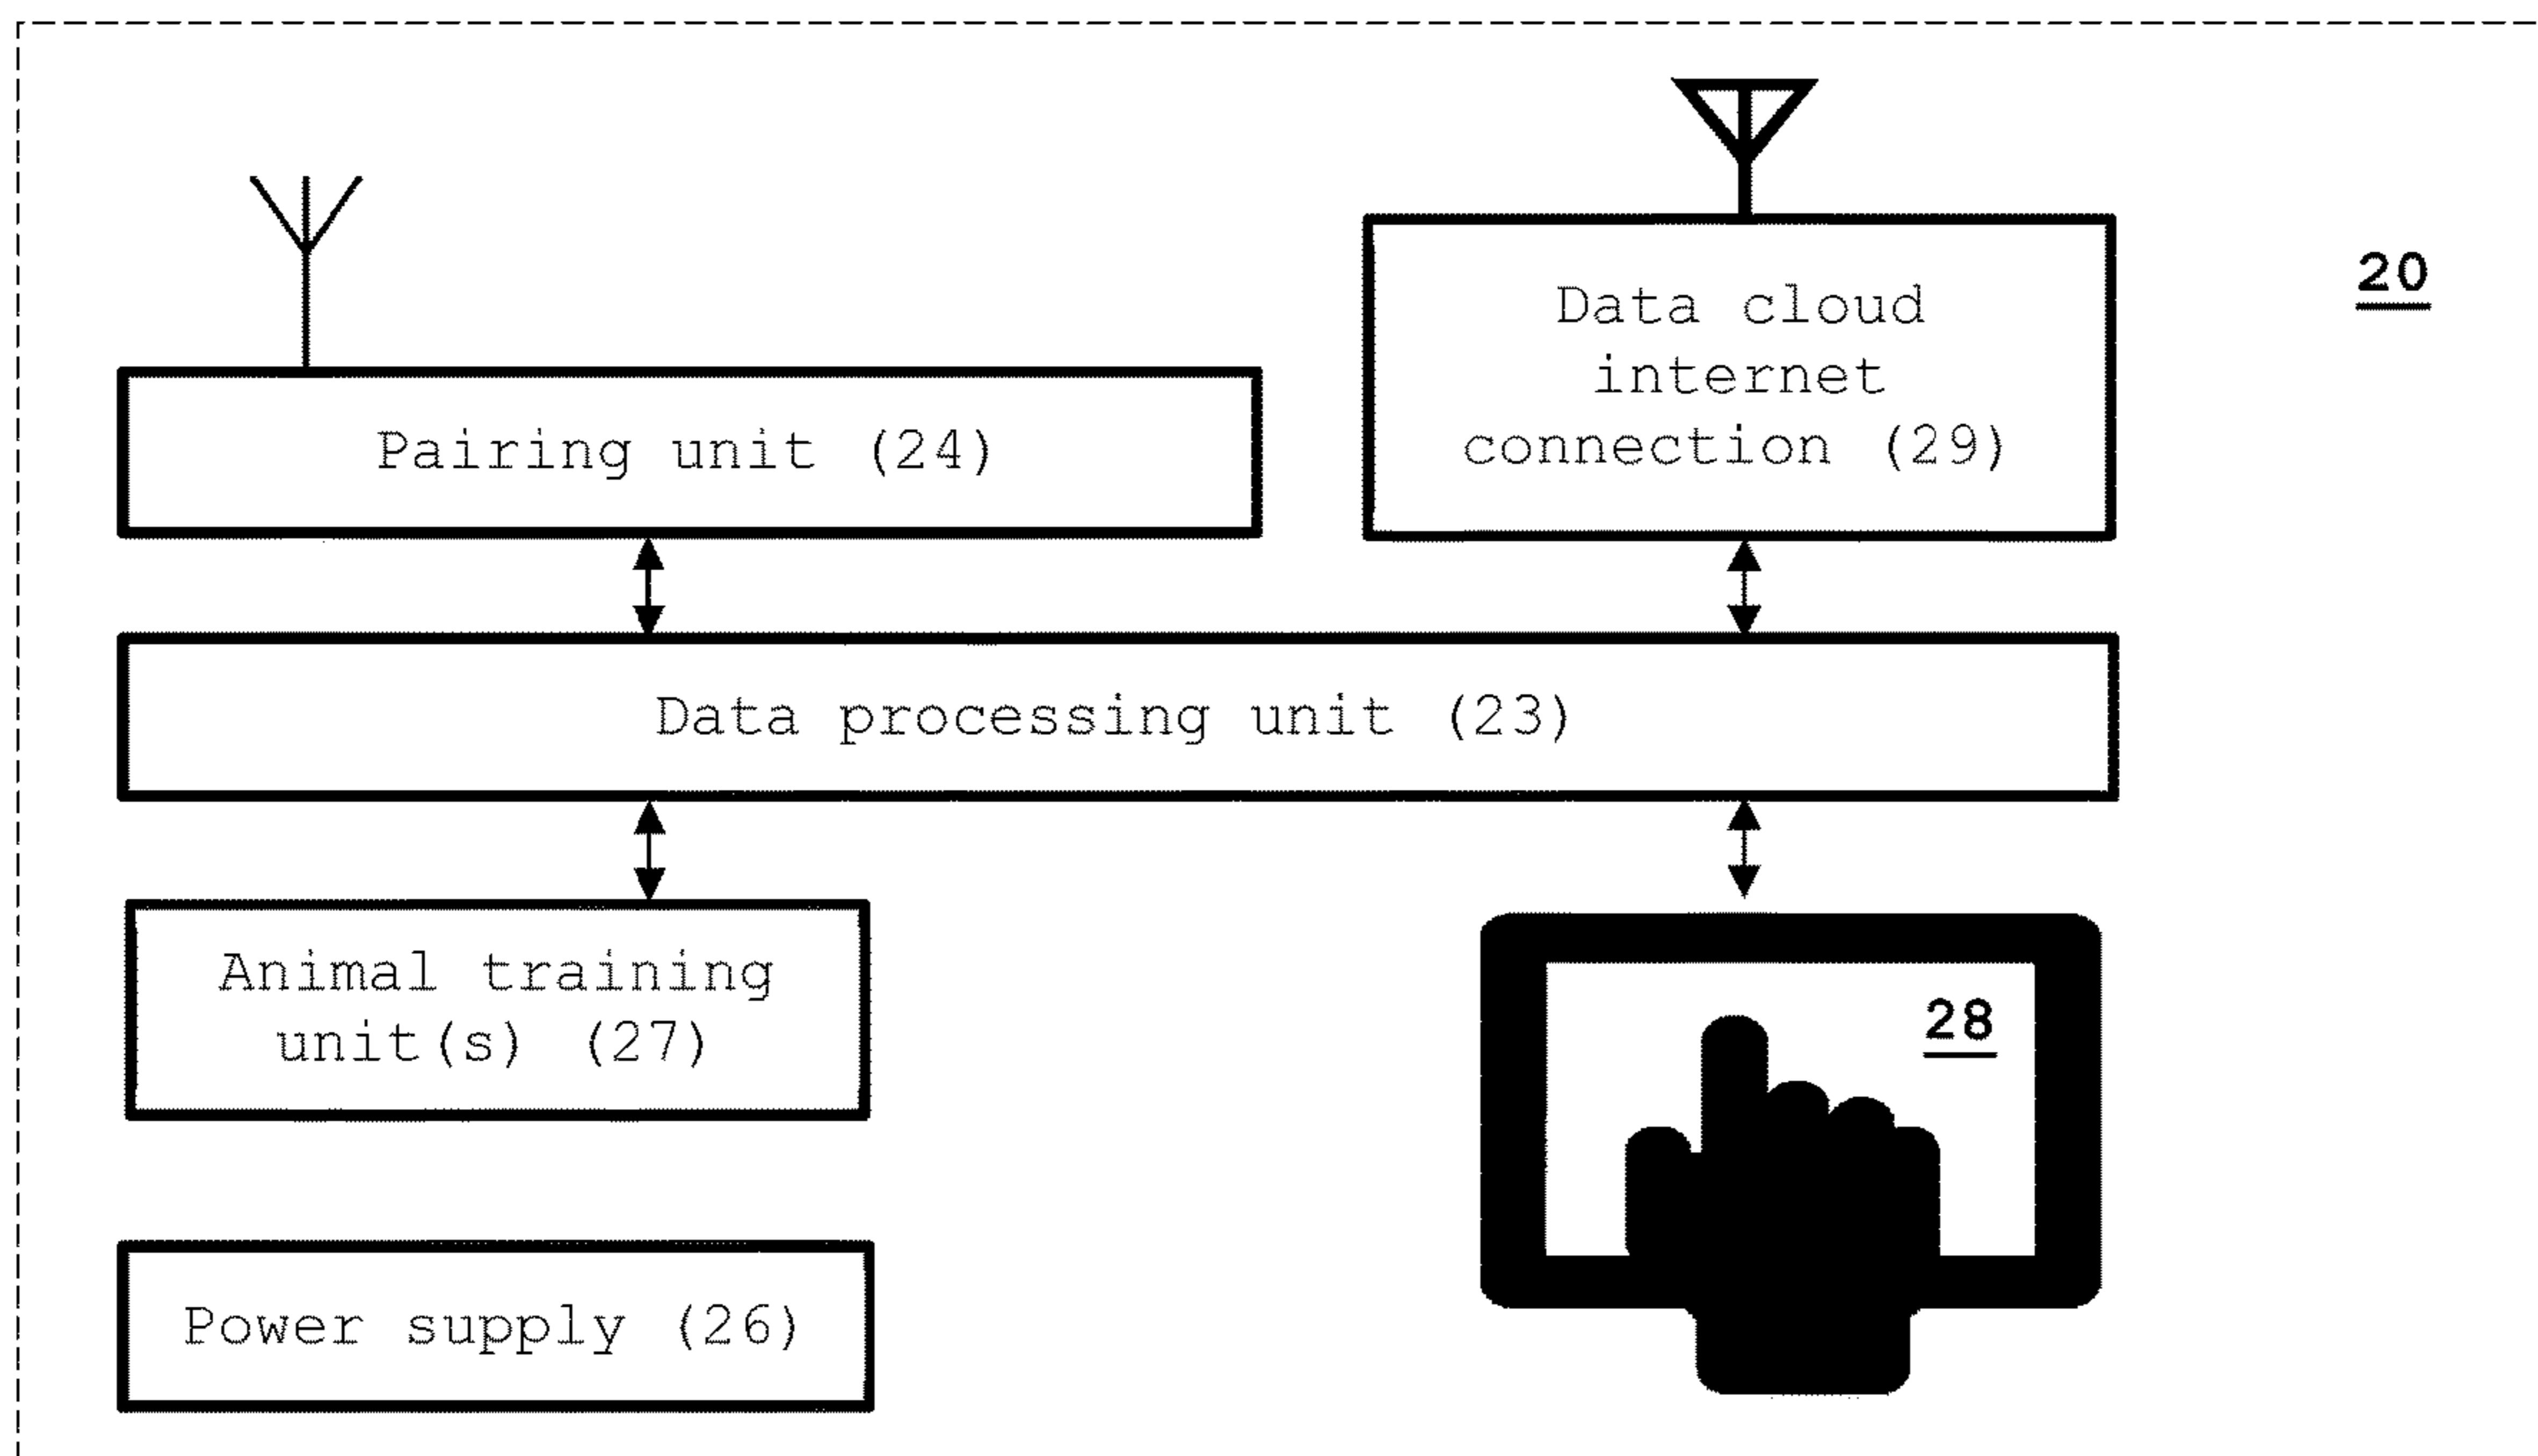 20
Data cloud
internet
connection (29)
Pairing unit (24)
Data processing unit (23)
Animal training
unit(s) (27)
28
Power supply (26)